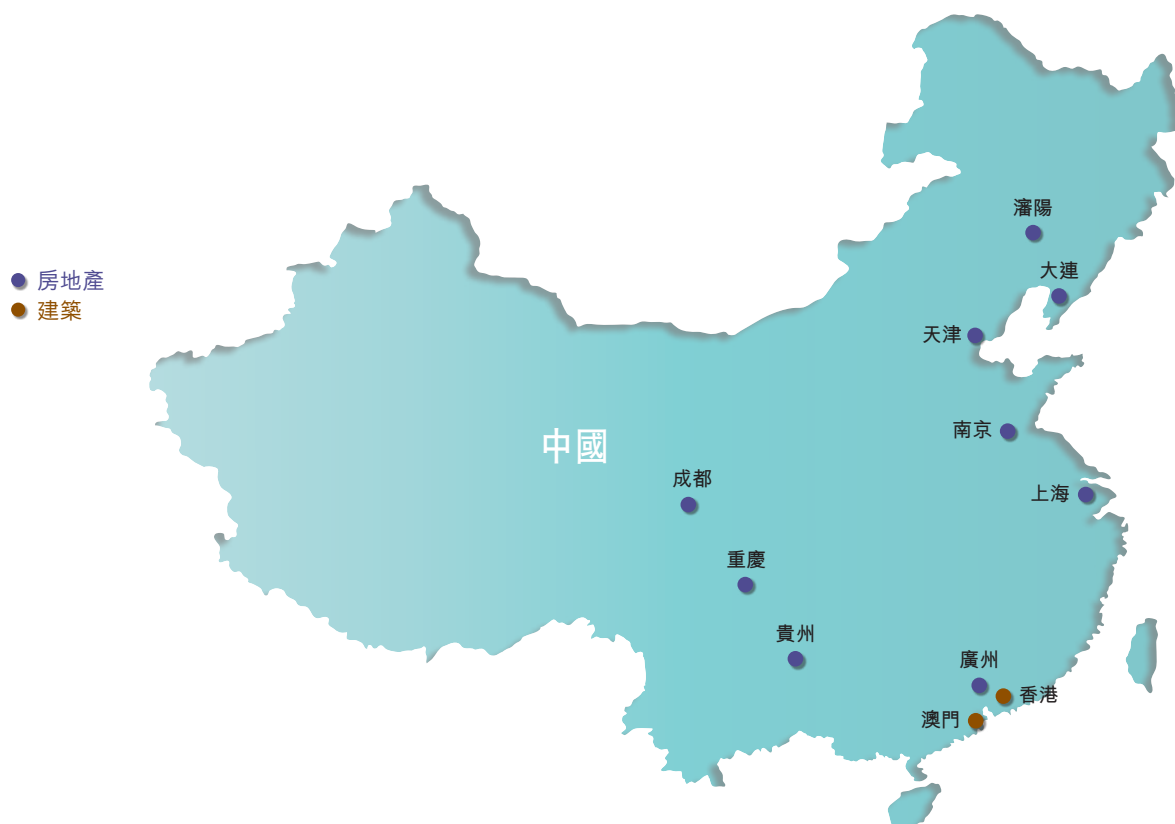 瀋陽
大連
房地產
建築
天津
南京
中國
成都
上海
重慶
貴州
廣州
香港
澳門